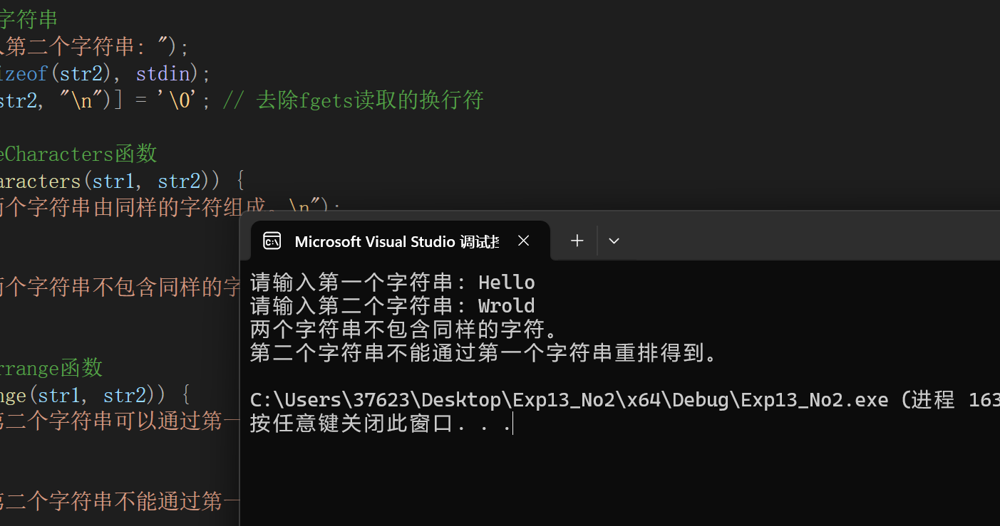 字符串
第二个字符串: ");
izeof(str2), stdin);
str2, "\n")] = '\0'; // 去除fgets读取的换行符
eCharacters函数
aracters(str1, str2)) {
两个字符串由同样的字符组成。\n");
两个字符串不包含同样的字
rrange函数
nge(str1, str2)) {
第二个字符串可以通过第一
第二个字符串不能通过第一
Microsoft Visual Studio 调试控
请输入第一个字符串: Hello
请输入第二个字符串: Wrold
两个字符串不包含同样的字符。
第二个字符串不能通过第一个字符串重排得到。
C:\Users\37623\Desktop\Exp13_No2\x64\Debug\Exp13_No2.exe (进程 163
按任意键关闭此窗口. . .